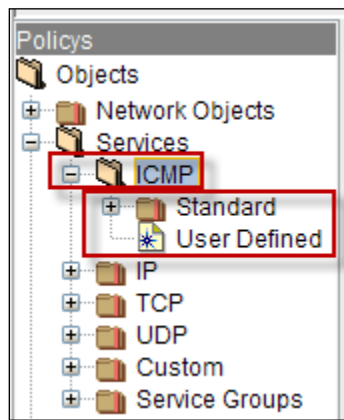 Policys
Objects
Network Objects
Services
ICMP
Standard
User Defined
IP
TCP
UDP
Custom
Service Groups